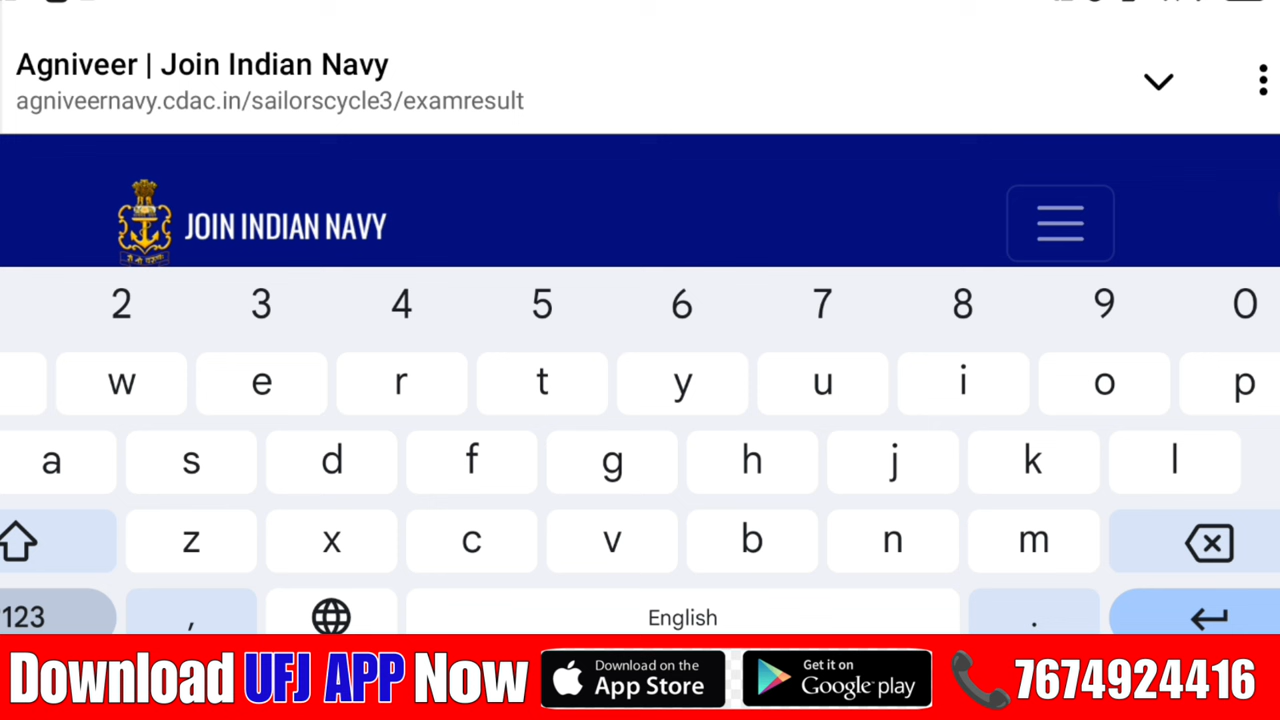 Agniveer | Join Indian Navy
agniveernavy.cdac.in/sailorscycle3/examresult
JOIN INDIAN NAVY
2 3 4 5 6 7 8 9 0
w e r t y u i o p
a s d f g h j k l
z x c v b n m
123 , English .
Download UFJ APP Now Download on the App Store Get it on Google play 7674924416